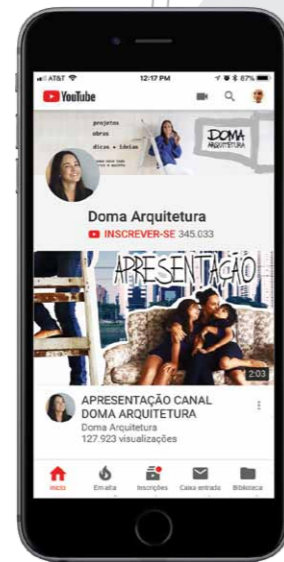 AT&T 12:17 PM 87%
YouTube
projetos
obras
dicas + ideias
DOMA
ARQUITETURA
Doma Arquitetura
INSCREVER-SE 345.033
APRESENTAÇÃO
2:03
APRESENTAÇÃO CANAL
DOMA ARQUITETURA
Doma Arquitetura
127.923 visualizações
Início Em alta Inscrições Caixa entrada Biblioteca